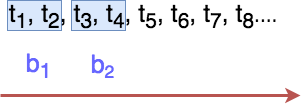 t₁, t₂, t₃, t₄, t₅, t₆, t₇, t₈....
b₁ b₂